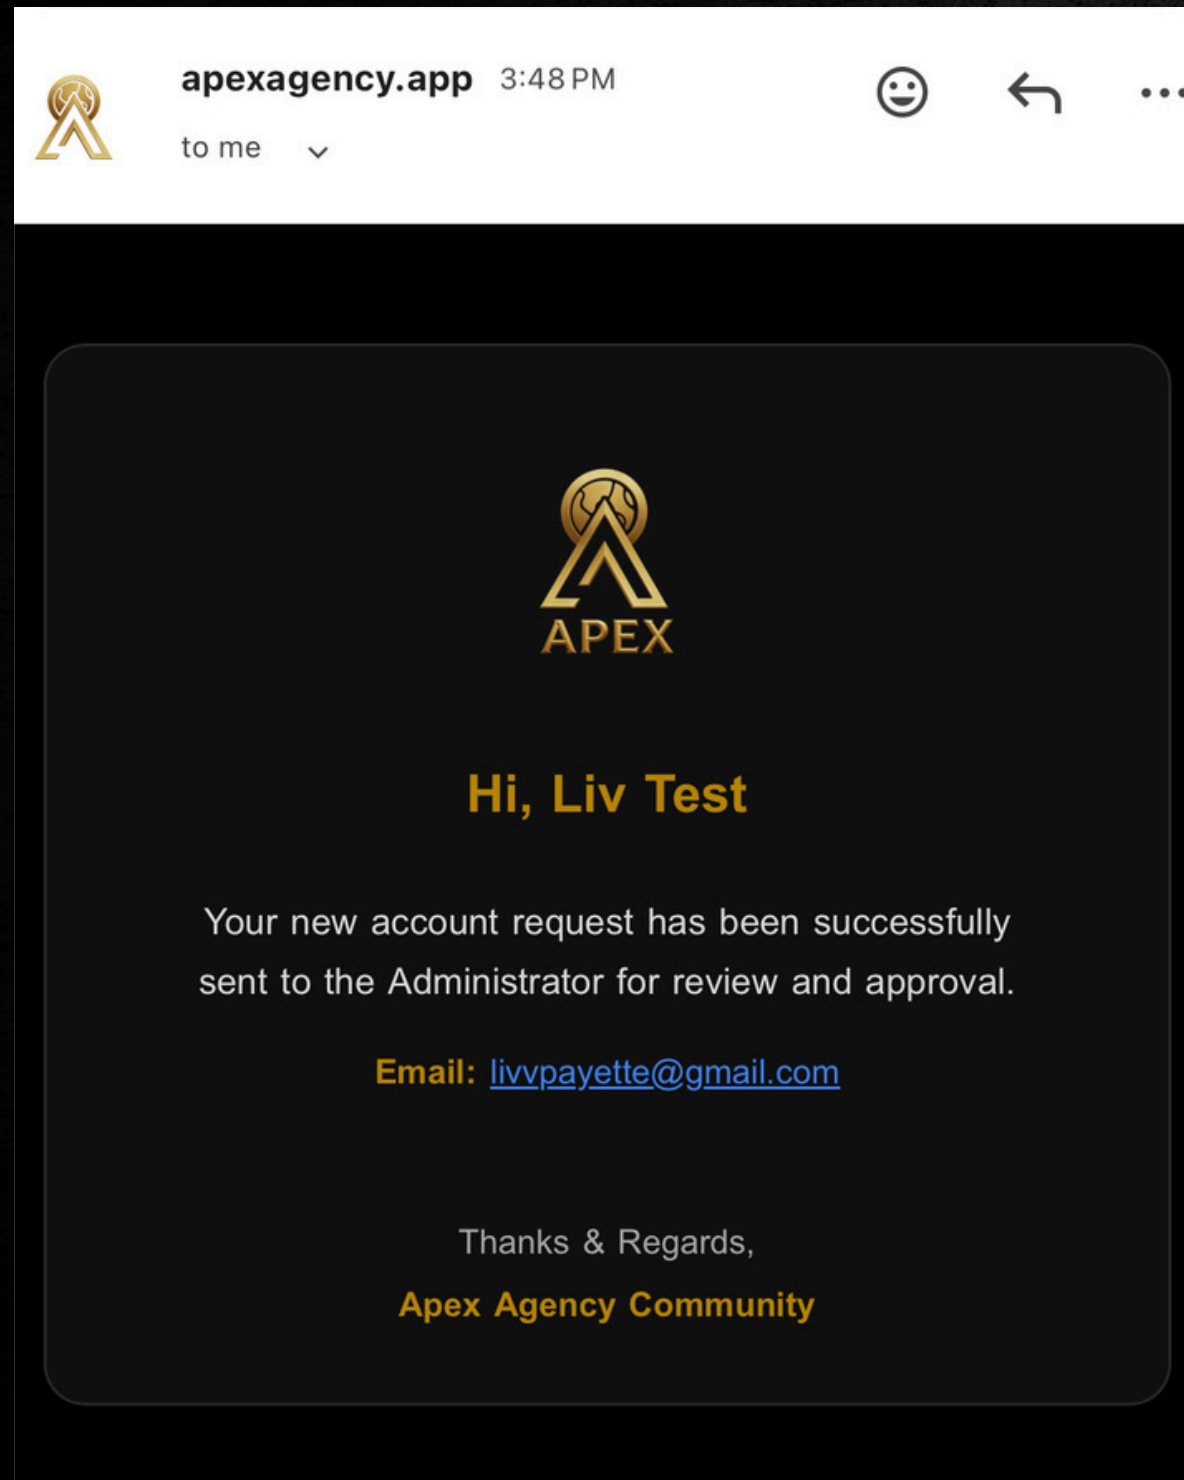 apexagency.app 3:48 PM
to me
APEX
Hi, Liv Test
Your new account request has been successfully
sent to the Administrator for review and approval.
Email: livvpayette@gmail.com
Thanks & Regards,
Apex Agency Community